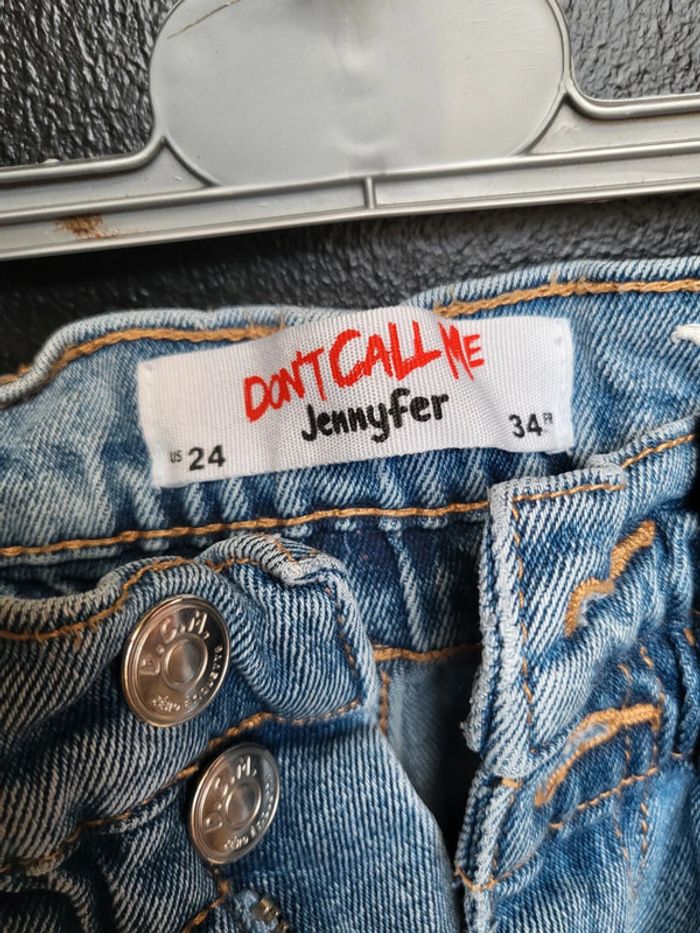 DON'T CALL ME
Jennyfer
US 24
34 FR
D.C.M.
D.C.M.